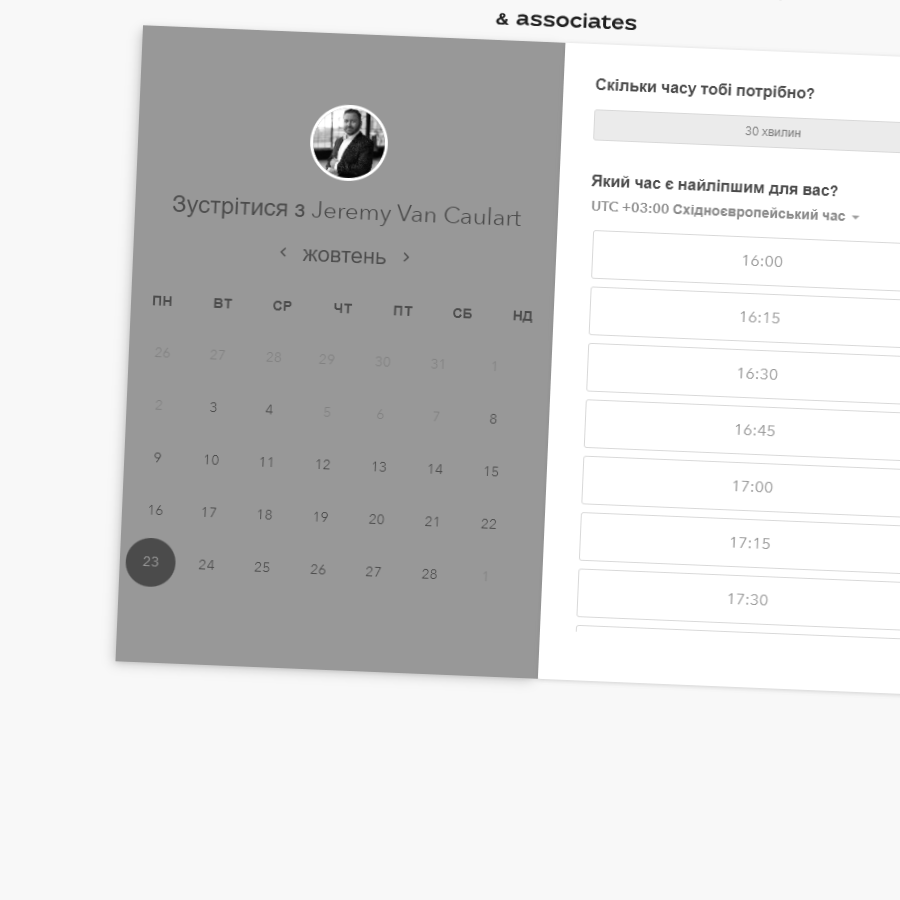 & associates
Зустрітися з Jeremy Van Caulart
жовтень
ПН ВТ СР ЧТ ПТ СБ НД
26 27 28 29 30 31 1
2 3 4 5 6 7 8
9 10 11 12 13 14 15
16 17 18 19 20 21 22
23 24 25 26 27 28 1
Скільки часу тобі потрібно?
30 хвилин
Який час є найліпшим для вас?
UTC +03:00 Східноєвропейський час
16:00
16:15
16:30
16:45
17:00
17:15
17:30